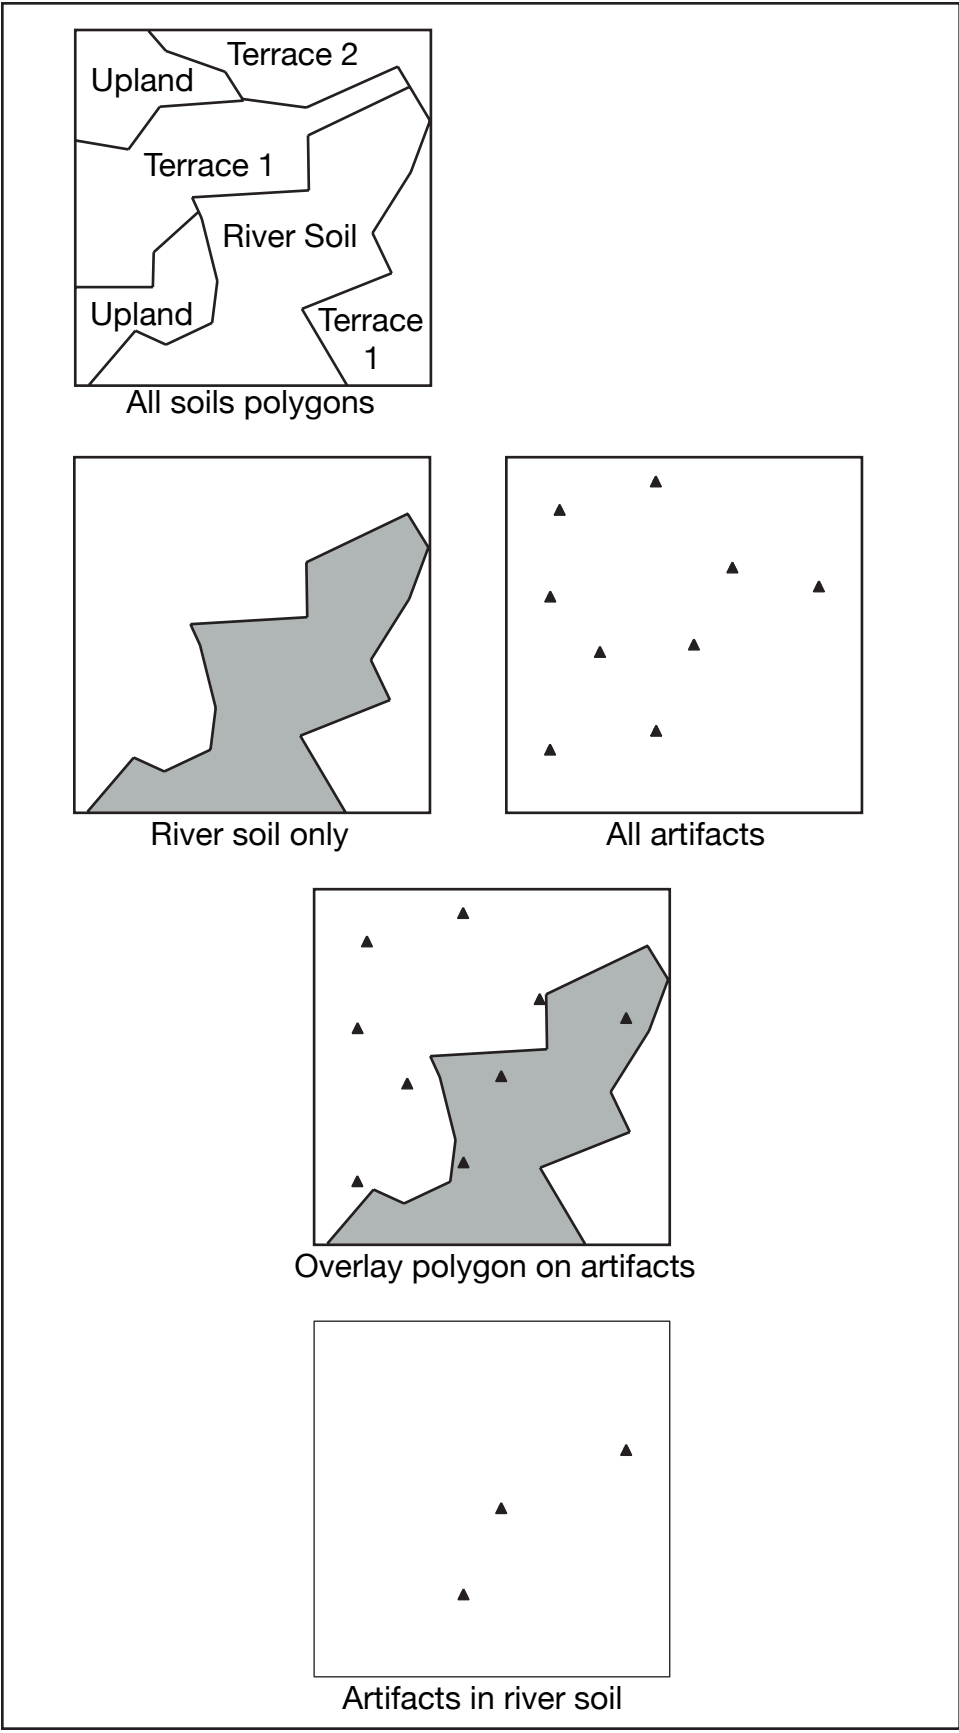 Terrace 2
Upland
Terrace 1
River Soil
Upland
Terrace
1
All soils polygons
River soil only
All artifacts
Overlay polygon on artifacts
Artifacts in river soil